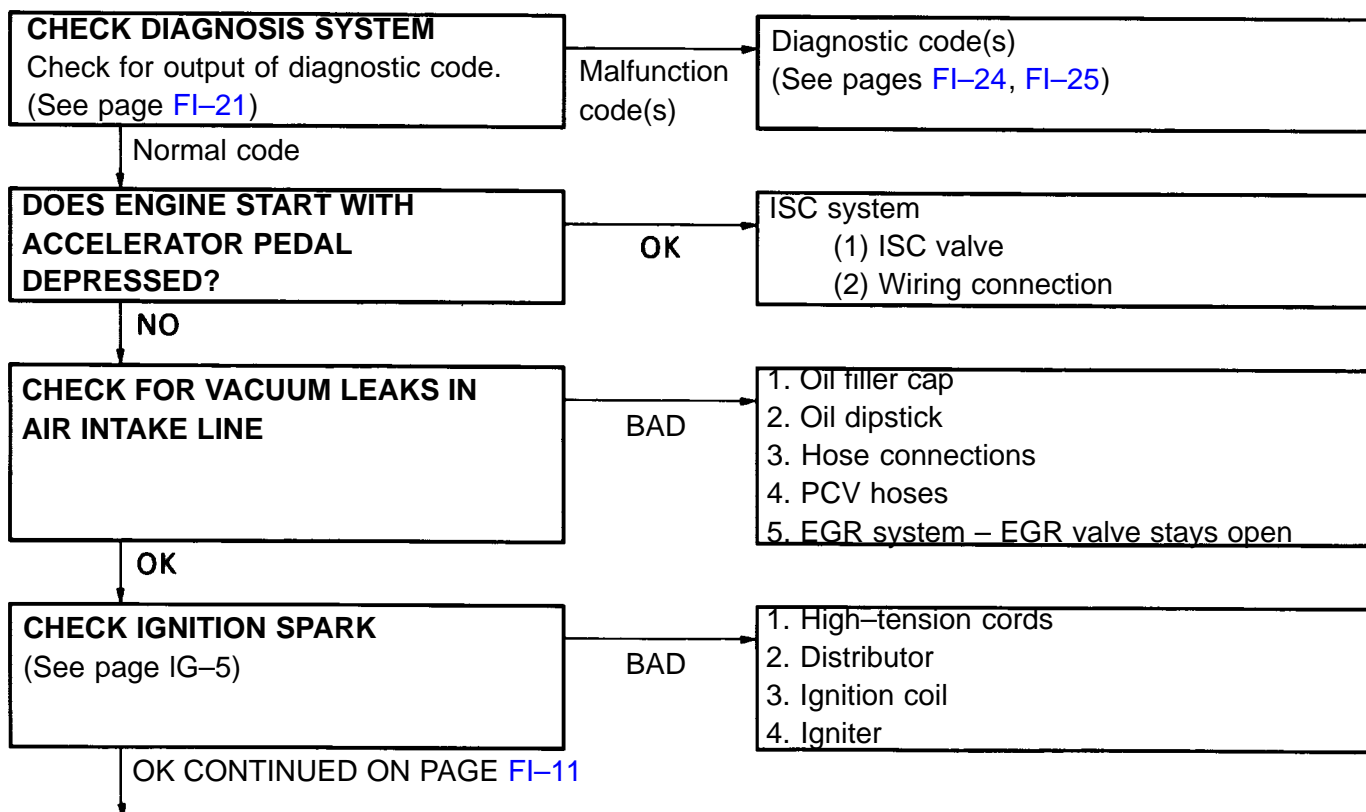 CHECK DIAGNOSIS SYSTEM
Check for output of diagnostic code.
(See page FI–21)
Malfunction
code(s)
Diagnostic code(s)
(See pages FI–24, FI–25)
Normal code
DOES ENGINE START WITH
ACCELERATOR PEDAL
DEPRESSED?
OK
ISC system
(1) ISC valve
(2) Wiring connection
NO
CHECK FOR VACUUM LEAKS IN
AIR INTAKE LINE
BAD
1. Oil filler cap
2. Oil dipstick
3. Hose connections
4. PCV hoses
5. EGR system – EGR valve stays open
OK
CHECK IGNITION SPARK
(See page IG–5)
BAD
1. High–tension cords
2. Distributor
3. Ignition coil
4. Igniter
OK CONTINUED ON PAGE FI–11